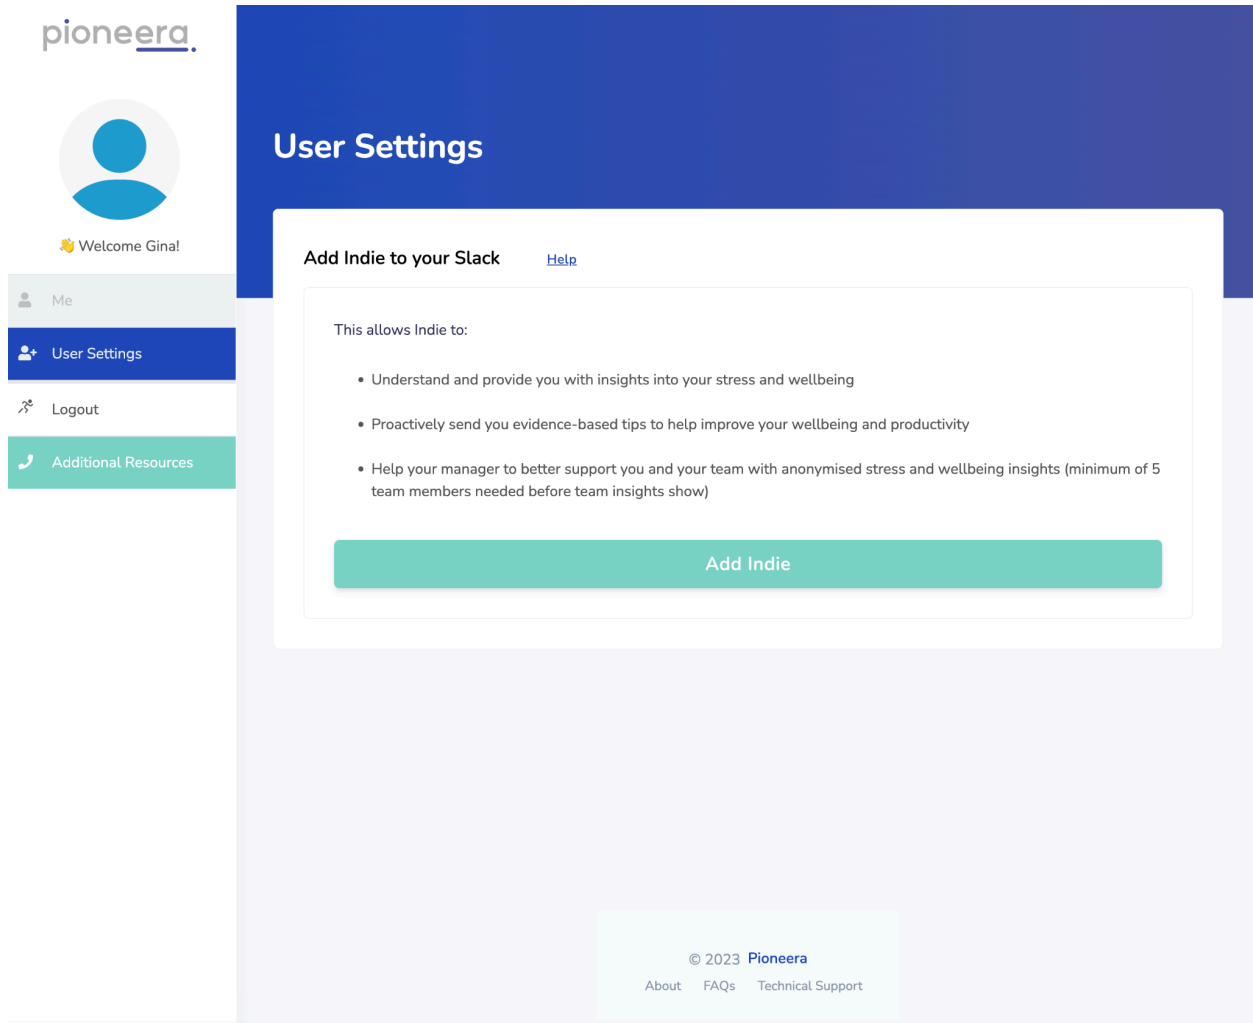 pioneera.
👋 Welcome Gina!
Me
User Settings
Logout
Additional Resources
User Settings
Add Indie to your Slack Help
This allows Indie to:
• Understand and provide you with insights into your stress and wellbeing
• Proactively send you evidence-based tips to help improve your wellbeing and productivity
• Help your manager to better support you and your team with anonymised stress and wellbeing insights (minimum of 5
team members needed before team insights show)
Add Indie
© 2023 Pioneera
About FAQs Technical Support